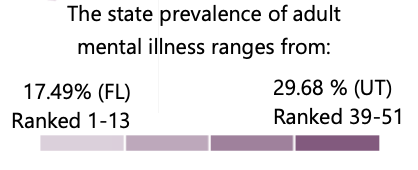 The state prevalence of adult
mental illness ranges from:
17.49% (FL)
Ranked 1-13
29.68 % (UT)
Ranked 39-51